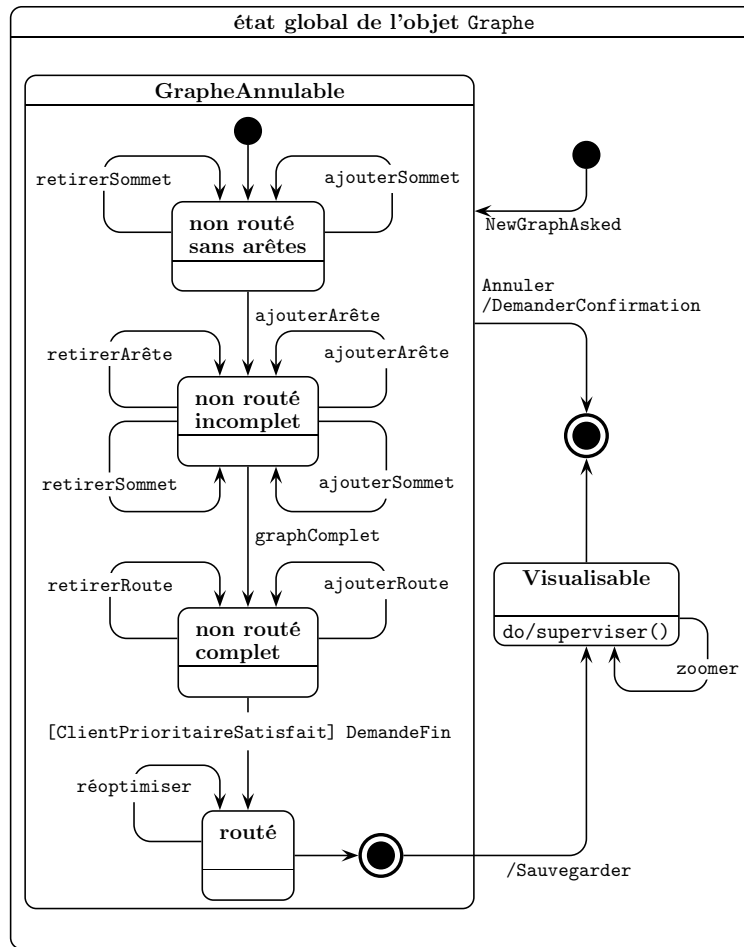 état global de l'objet Graphe
GrapheAnnulable
retirerSommet
ajouterSommet
non routé
sans arêtes
NewGraphAsked
ajouterArête
Annuler
/DemanderConfirmation
retirerArête
ajouterArête
non routé
incomplet
retirerSommet
ajouterSommet
graphComplet
retirerRoute
ajouterRoute
Visualisable
do/superviser()
non routé
complet
zoomer
[ClientPrioritaireSatisfait] DemandeFin
réoptimiser
routé
/Sauvegarder